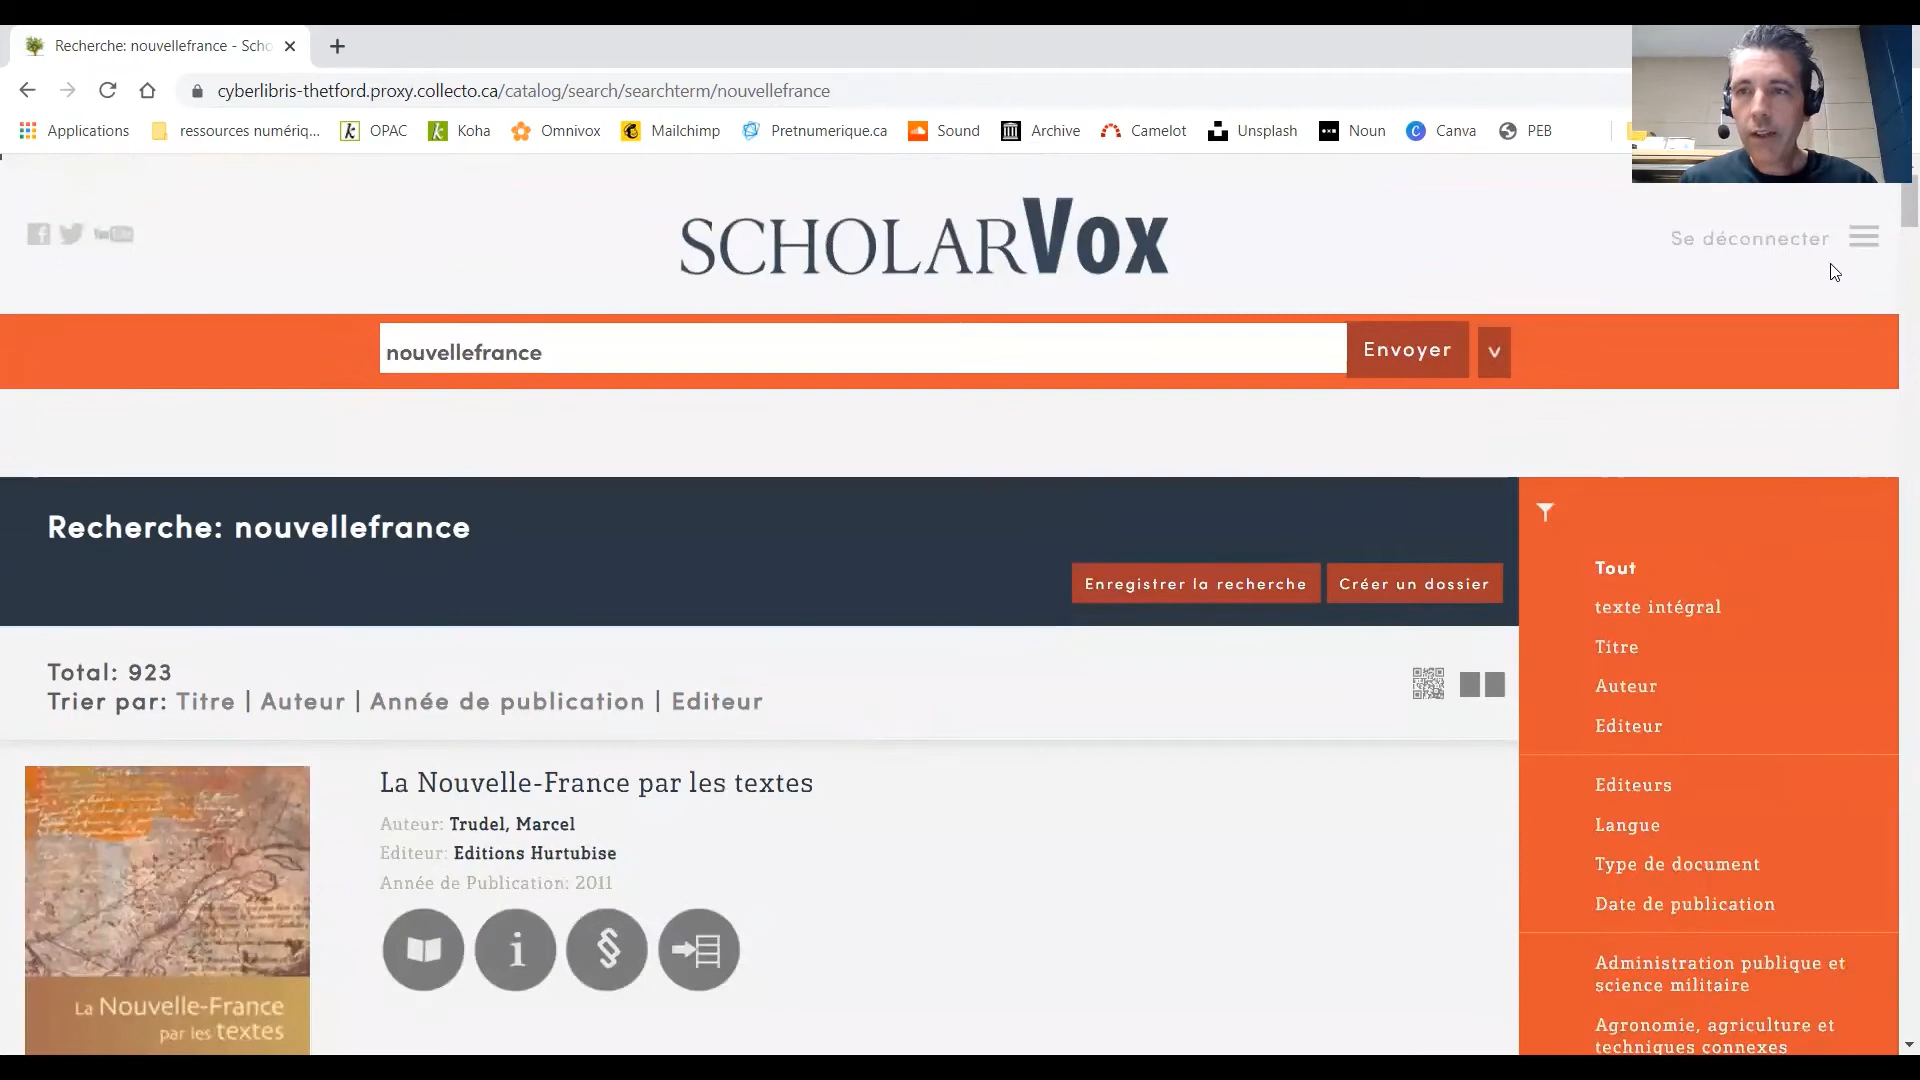 Recherche: nouvellefrance - Scho
cyberlibris-thetford.proxy.collecto.ca/catalog/search/searchterm/nouvellefrance
Applications
ressources numériq...
OPAC
Koha
Omnivox
Mailchimp
Pretnumerique.ca
Sound
Archive
Camelot
Unsplash
Noun
Canva
PEB
SCHOLARVOX
Se déconnecter
nouvellefrance
Envoyer
v
Recherche: nouvellefrance
Enregistrer la recherche
Créer un dossier
Total: 923
Trier par: Titre | Auteur | Année de publication | Editeur
La Nouvelle-France par les textes
Auteur: Trudel, Marcel
Editeur: Editions Hurtubise
Année de Publication: 2011
La Nouvelle-France
par les textes
Tout
texte intégral
Titre
Auteur
Editeur
Editeurs
Langue
Type de document
Date de publication
Administration publique et
science militaire
Agronomie, agriculture et
techniques connexes